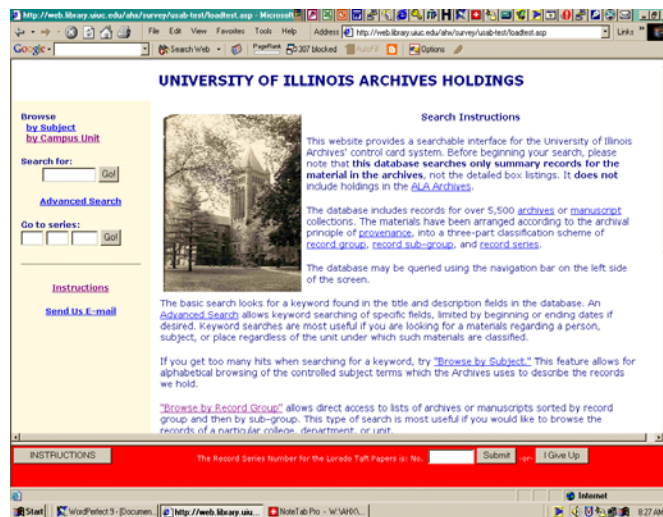 http://web.library.uiuc.edu/ahx/survey/usab-test/loadtest.asp - Microsoft
File Edit View Favorites Tools Help Address http://web.library.uiuc.edu/ahx/survey/usab-test/loadtest.asp Links
Google Search Web PageRank 307 blocked AutoFill Options
UNIVERSITY OF ILLINOIS ARCHIVES HOLDINGS
Browse
by Subject
by Campus Unit
Search for:
Go!
Advanced Search
Go to series:
Go!
Instructions
Send Us E-mail
Search Instructions
This website provides a searchable interface for the University of Illinois
Archives' control card system. Before beginning your search, please
note that this database searches only summary records for the
material in the archives, not the detailed box listings. It does not
include holdings in the ALA Archives.
The database includes records for over 5,500 archives or manuscript
collections. The materials have been arranged according to the archival
principle of provenance, into a three-part classification scheme of
record group, record sub-group, and record series.
The database may be queried using the navigation bar on the left side
of the screen.
The basic search looks for a keyword found in the title and description fields in the database. An
Advanced Search allows keyword searching of specific fields, limited by beginning or ending dates if
desired. Keyword searches are most useful if you are looking for a materials regarding a person,
subject, or place regardless of the unit under which such materials are classified.
If you get too many hits when searching for a keyword, try "Browse by Subject." This feature allows for
alphabetical browsing of the controlled subject terms which the Archives uses to describe the records
we hold.
"Browse by Record Group" allows direct access to lists of archives or manuscripts sorted by record
group and then by sub-group. This type of search is most useful if you would like to browse the
records of a particular college, department, or unit.
INSTRUCTIONS The Record Series Number for the Lorado Taft Papers is: No. Submit -or- I Give Up
Internet
Start WordPerfect 9 - [Documen... http://web.library.uiu... NoteTab Pro - W:\AHX\... 8:27 AM